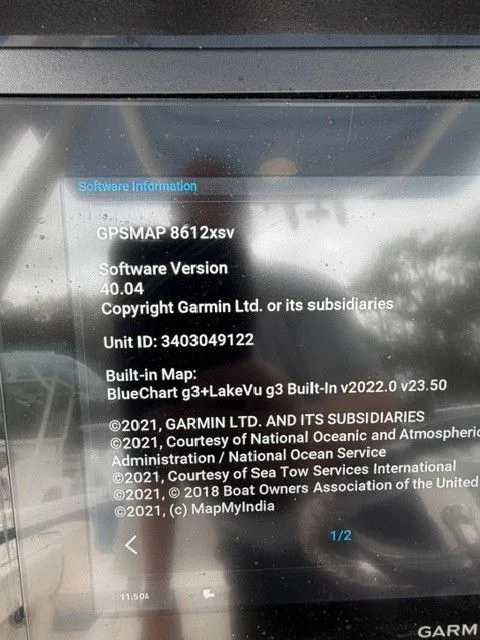 Software Information
GPSMAP 8612xsv
Software Version
40.04
Copyright Garmin Ltd. or its subsidiaries
Unit ID: 3403049122
Built-in Map:
BlueChart g3+LakeVu g3 Built-In v2022.0 v23.50
©2021, GARMIN LTD. AND ITS SUBSIDIARIES
©2021, Courtesy of National Oceanic and Atmospheric
Administration / National Ocean Service
©2021, Courtesy of Sea Tow Services International
©2021, © 2018 Boat Owners Association of the United
©2021, (c) MapMyIndia
1/2
11:50A
GARM